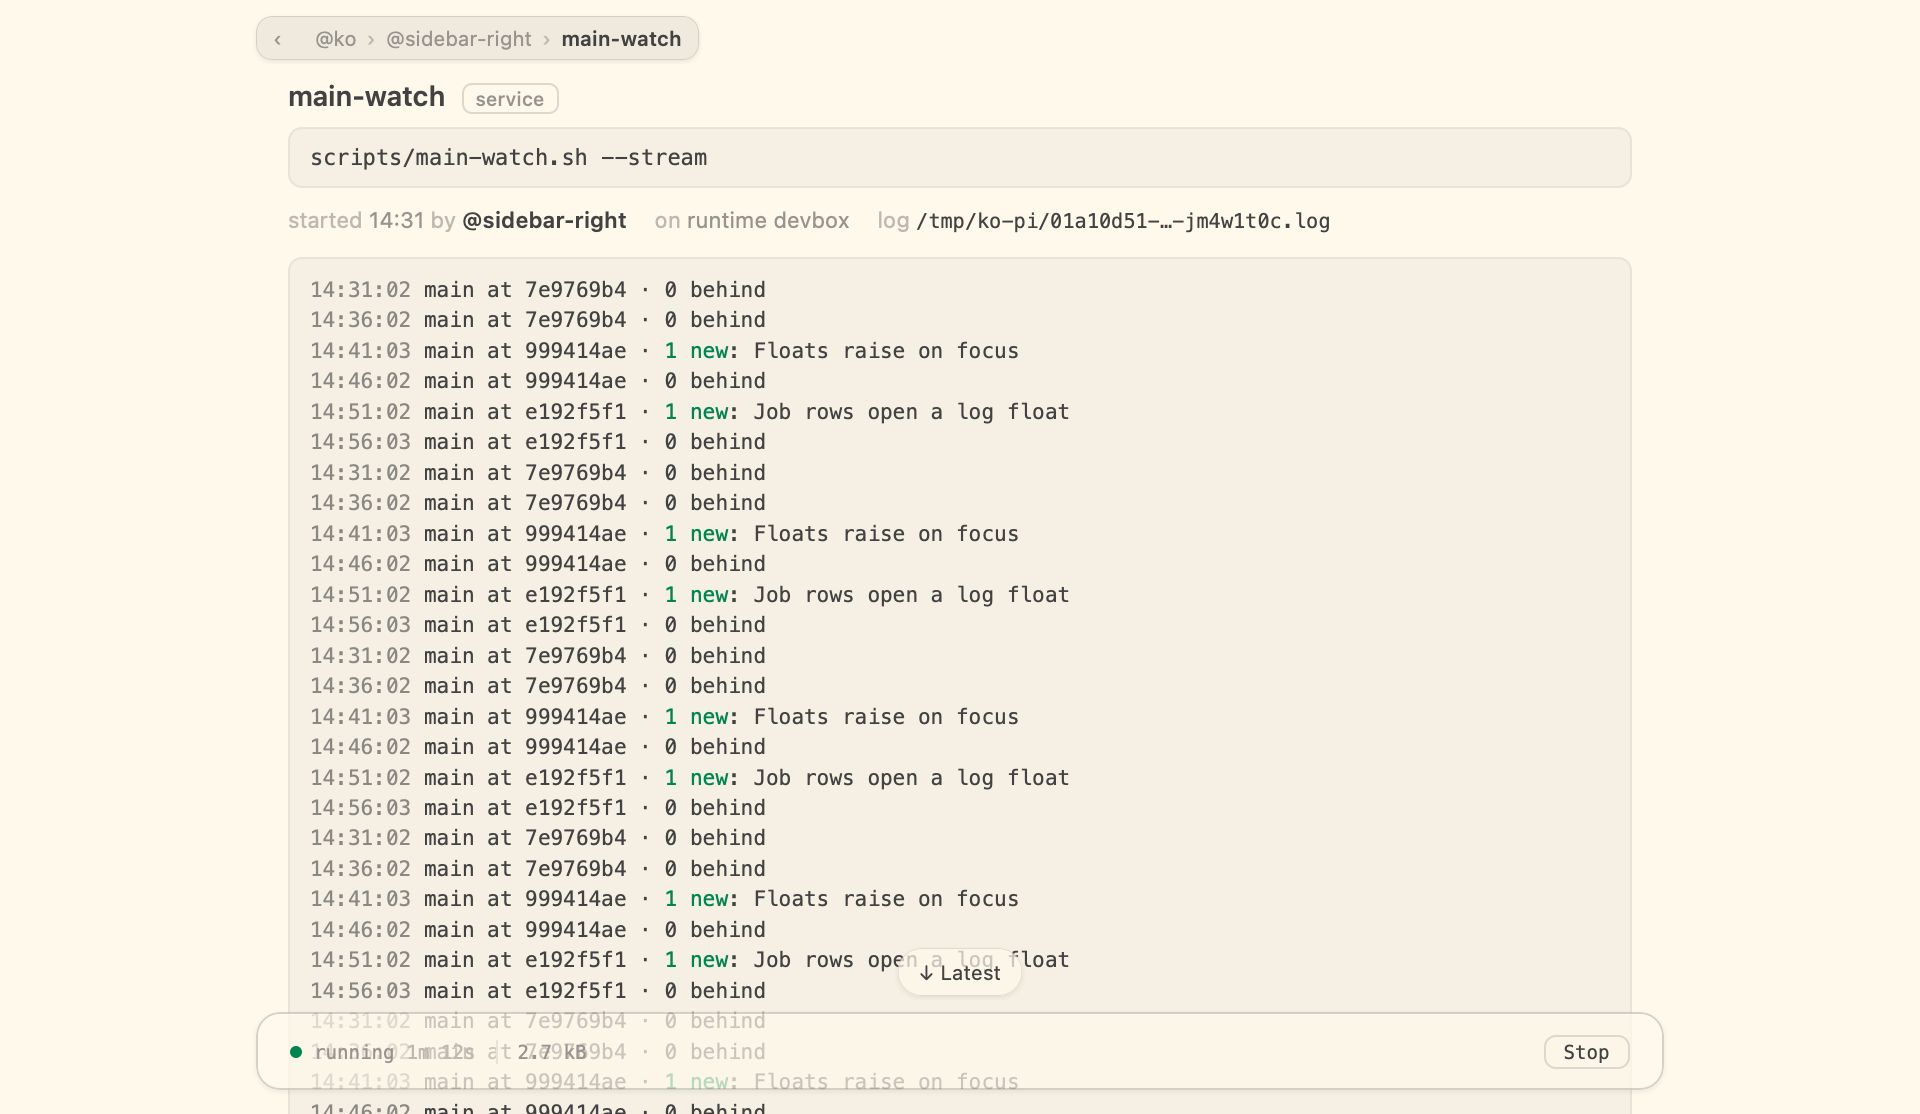 ‹ @ko › @sidebar-right › main-watch
main-watch service
scripts/main-watch.sh --stream
started 14:31 by @sidebar-right on runtime devbox log /tmp/ko-pi/01a10d51-…-jm4w1t0c.log
14:31:02 main at 7e9769b4 · 0 behind
14:36:02 main at 7e9769b4 · 0 behind
14:41:03 main at 999414ae · 1 new: Floats raise on focus
14:46:02 main at 999414ae · 0 behind
14:51:02 main at e192f5f1 · 1 new: Job rows open a log float
14:56:03 main at e192f5f1 · 0 behind
14:31:02 main at 7e9769b4 · 0 behind
14:36:02 main at 7e9769b4 · 0 behind
14:41:03 main at 999414ae · 1 new: Floats raise on focus
14:46:02 main at 999414ae · 0 behind
14:51:02 main at e192f5f1 · 1 new: Job rows open a log float
14:56:03 main at e192f5f1 · 0 behind
14:31:02 main at 7e9769b4 · 0 behind
14:36:02 main at 7e9769b4 · 0 behind
14:41:03 main at 999414ae · 1 new: Floats raise on focus
14:46:02 main at 999414ae · 0 behind
14:51:02 main at e192f5f1 · 1 new: Job rows open a log float
14:56:03 main at e192f5f1 · 0 behind
14:31:02 main at 7e9769b4 · 0 behind
14:36:02 main at 7e9769b4 · 0 behind
14:41:03 main at 999414ae · 1 new: Floats raise on focus
14:46:02 main at 999414ae · 0 behind
14:51:02 main at e192f5f1 · 1 new: Job rows open a log float
↓ Latest
14:56:03 main at e192f5f1 · 0 behind
14:31:02 main at 7e9769b4 · 0 behind
14:36:02 main at 7e9769b4 · 0 behind
running 1m 12s 2.7 kB Stop
14:41:03 main at 999414ae · 1 new: Floats raise on focus
14:46:02 main at 999414ae · 0 behind